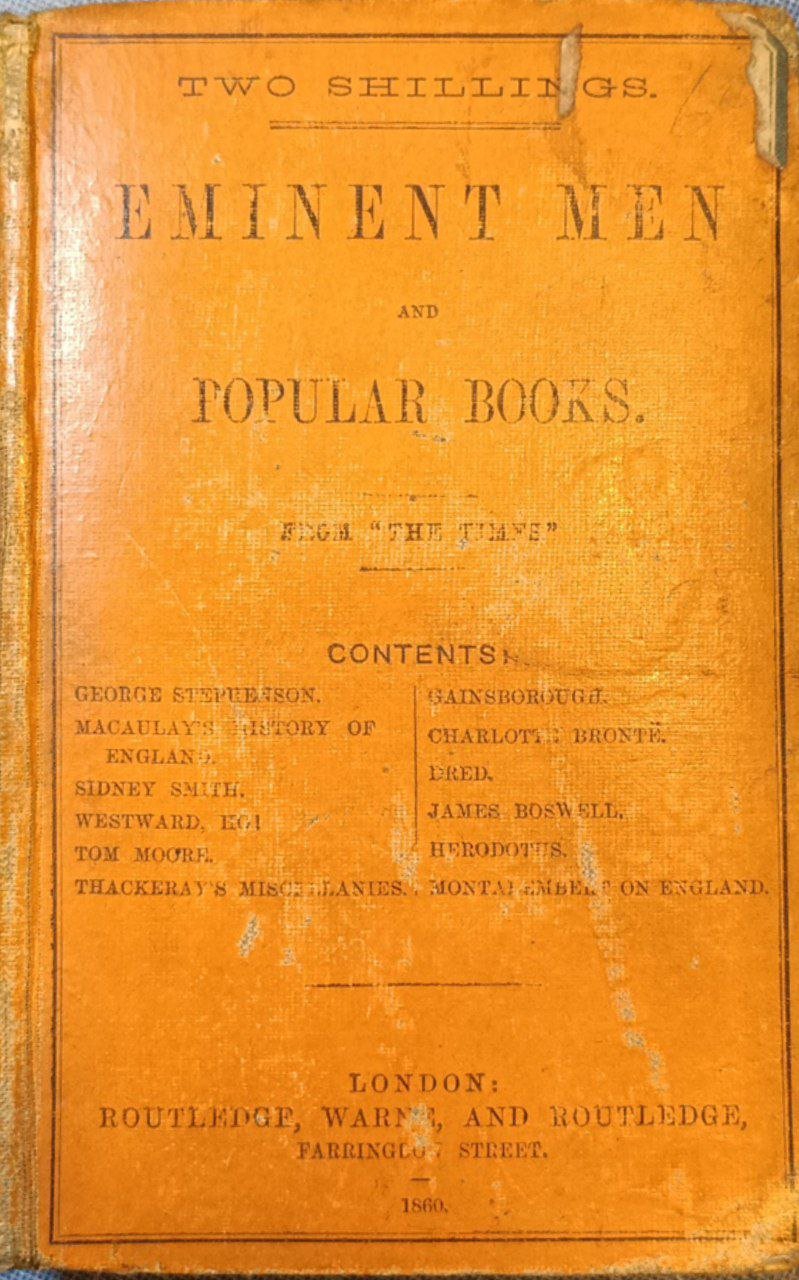 TWO SHILLINGS.
EMINENT MEN
AND
POPULAR BOOKS.
FROM "THE TIMES"
CONTENTS:
GEORGE STEPHENSON.
MACAULAY'S HISTORY OF
ENGLAND.
SIDNEY SMITH.
WESTWARD, HO!
TOM MOORE.
THACKERAY'S MISCELLANIES.
GAINSBOROUGH.
CHARLOTTE BRONTË.
DRED.
JAMES BOSWELL.
HERODOTUS.
MONTALEMBERT ON ENGLAND.
LONDON:
ROUTLEDGE, WARNE, AND ROUTLEDGE,
FARRINGDON STREET.
1860.